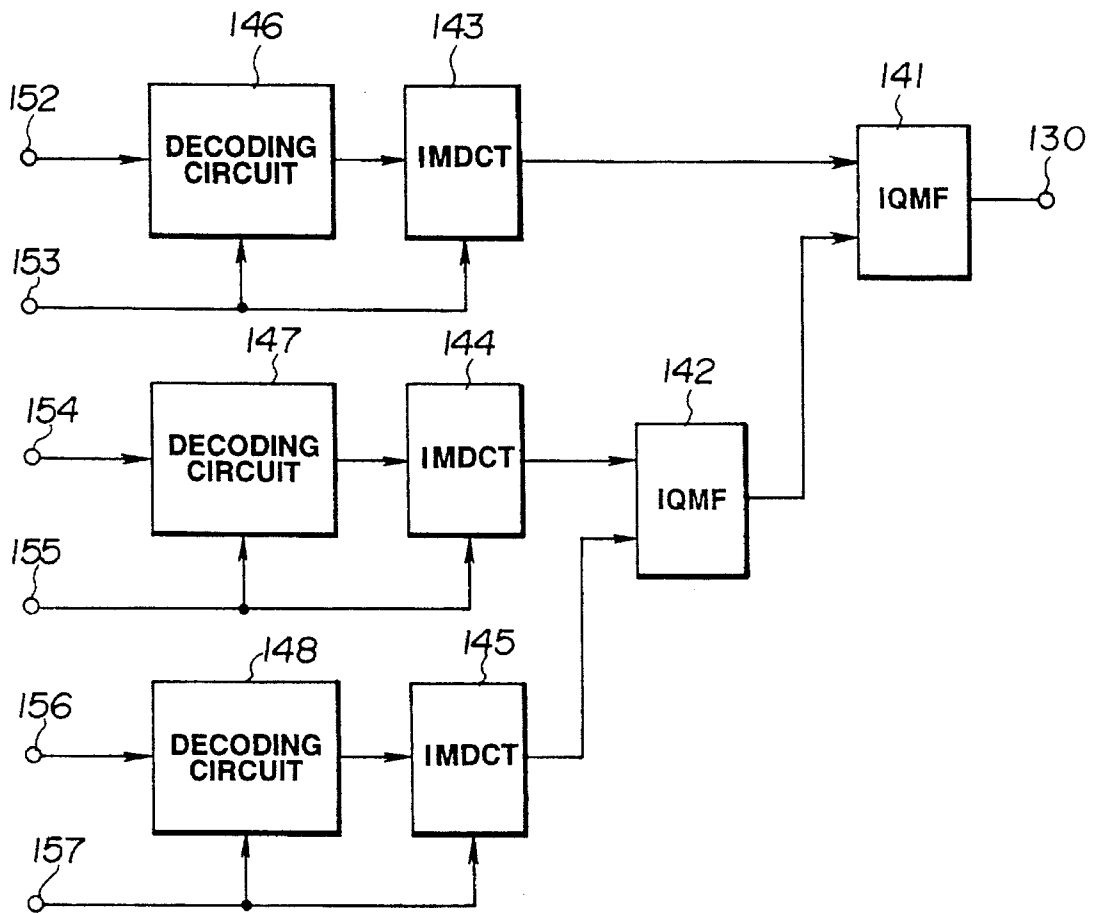 146
143
141
152
DECODING
CIRCUIT
IMDCT
130
IQMF
153
147
144
142
154
DECODING
CIRCUIT
IMDCT
IQMF
155
148
145
156
DECODING
CIRCUIT
IMDCT
157